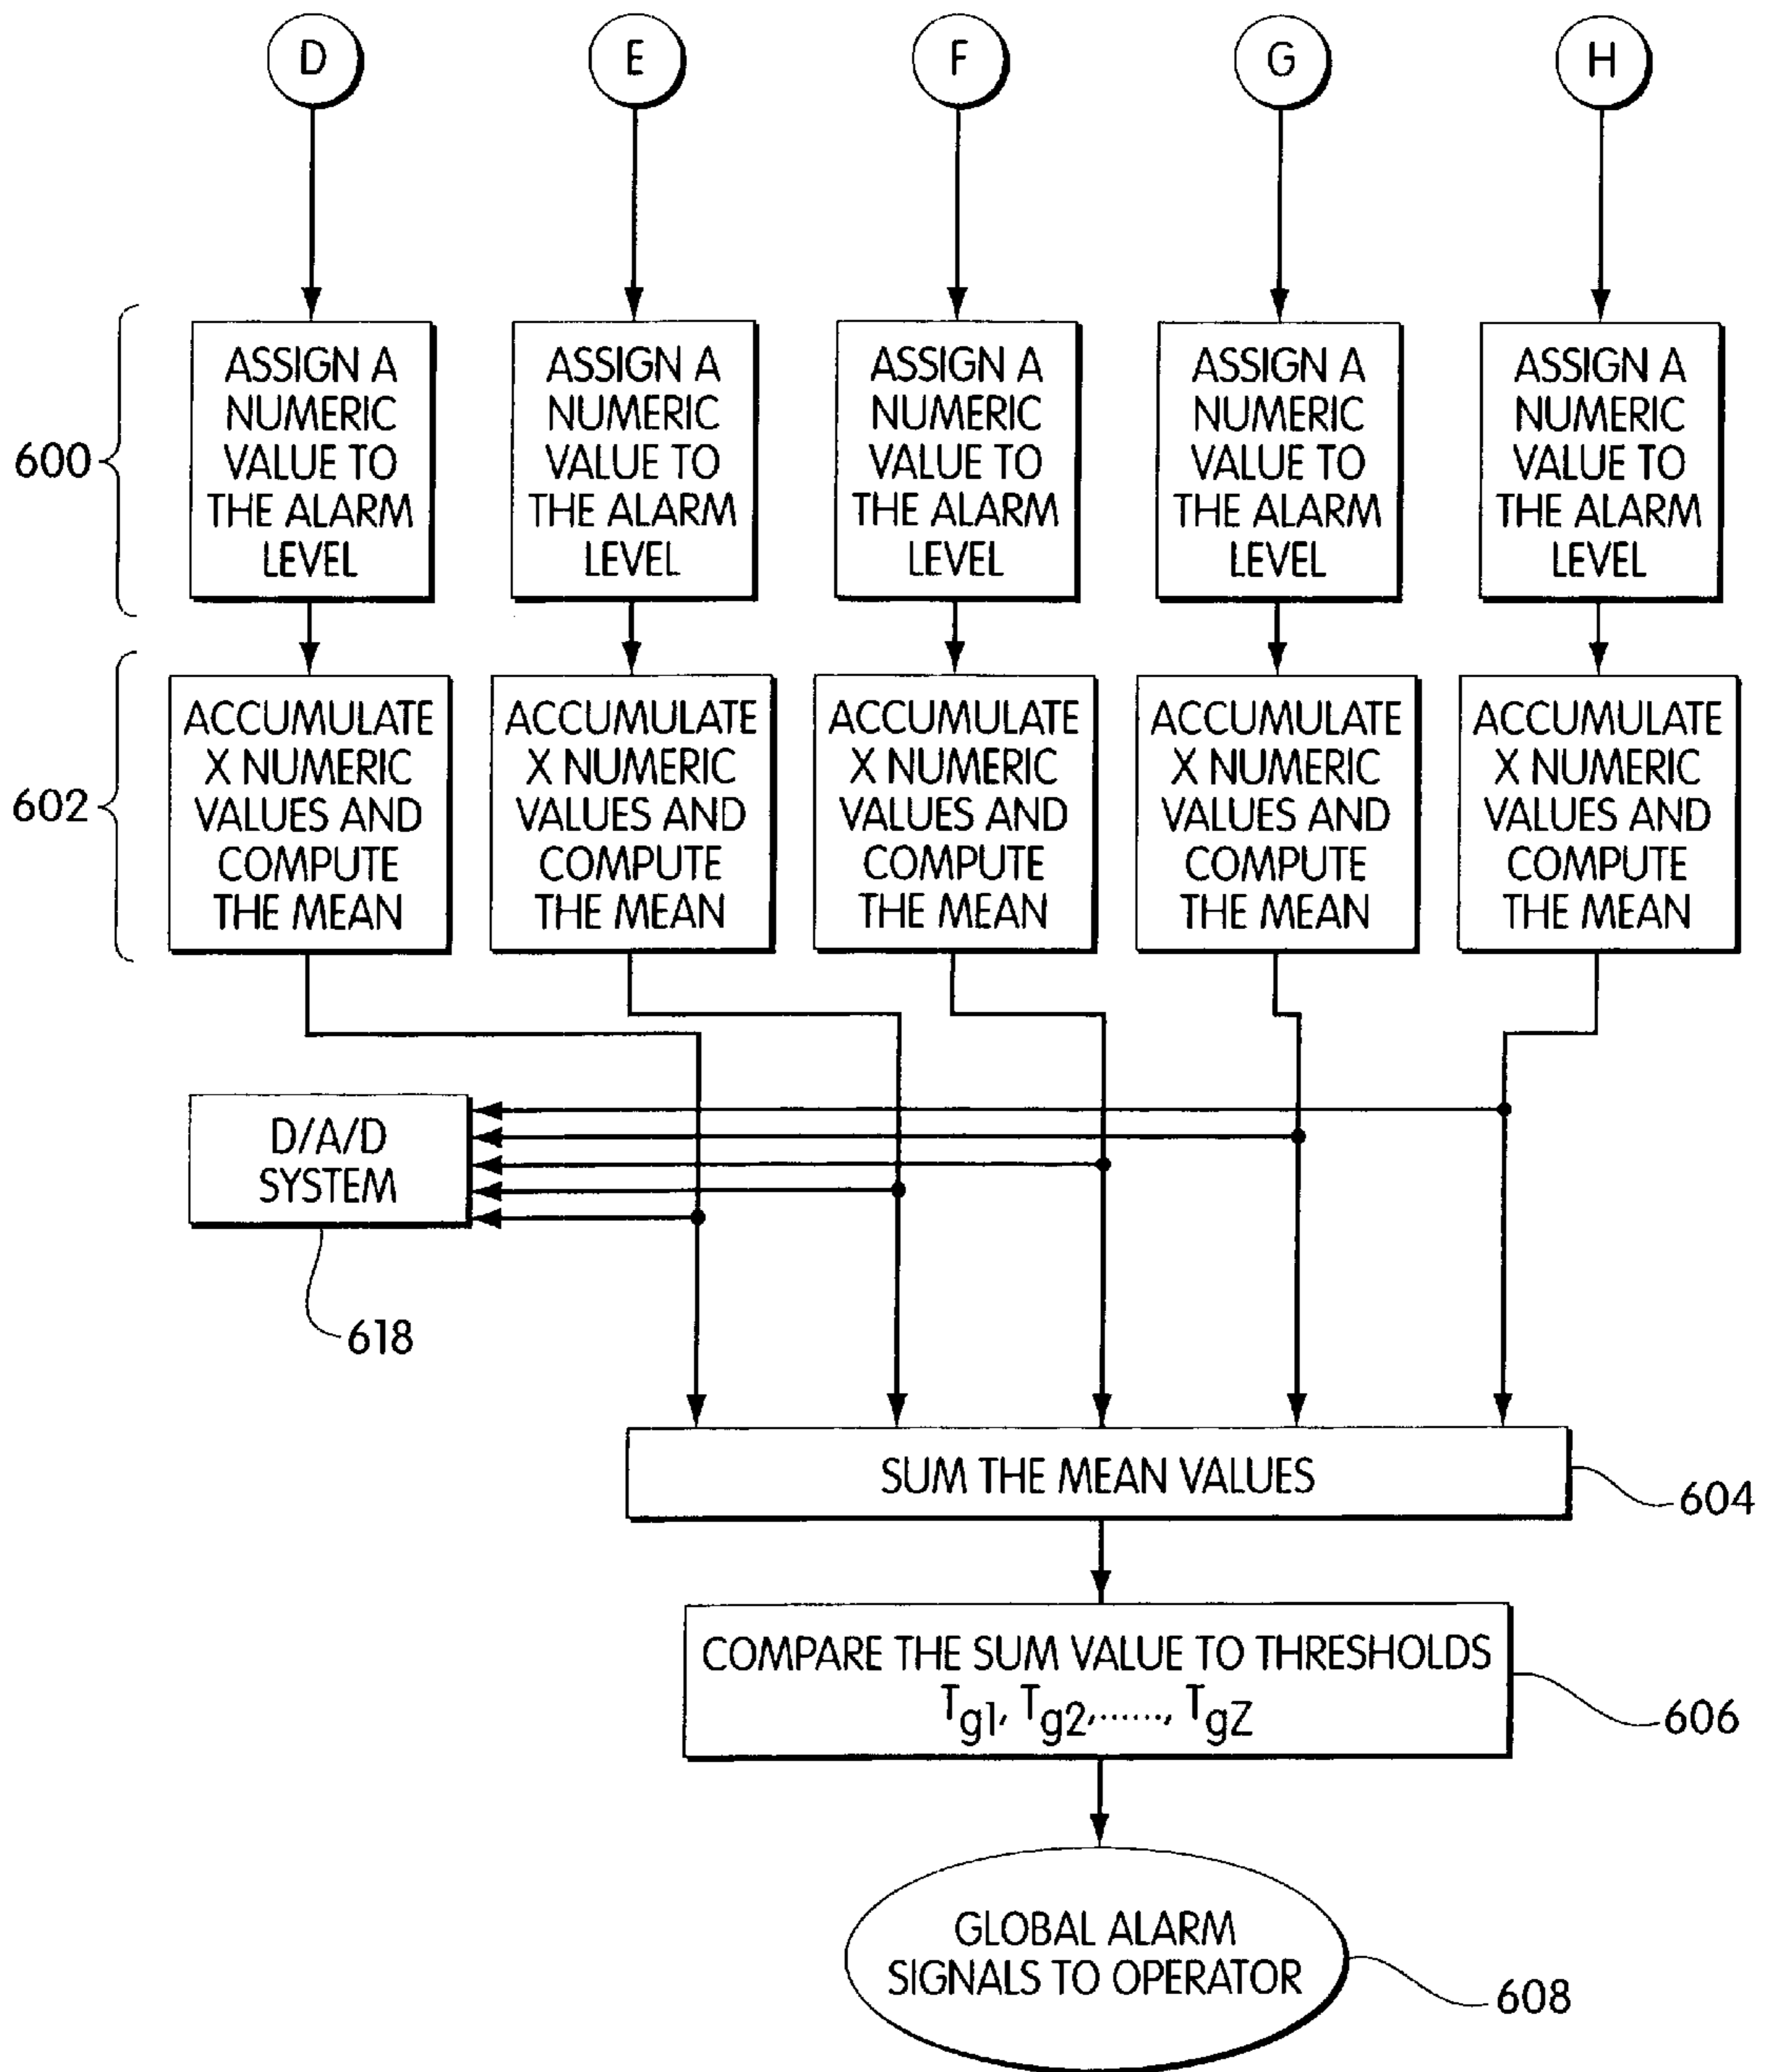 D
E
F
G
H
600
ASSIGN A
NUMERIC
VALUE TO
THE ALARM
LEVEL
ASSIGN A
NUMERIC
VALUE TO
THE ALARM
LEVEL
ASSIGN A
NUMERIC
VALUE TO
THE ALARM
LEVEL
ASSIGN A
NUMERIC
VALUE TO
THE ALARM
LEVEL
ASSIGN A
NUMERIC
VALUE TO
THE ALARM
LEVEL
602
ACCUMULATE
X NUMERIC
VALUES AND
COMPUTE
THE MEAN
ACCUMULATE
X NUMERIC
VALUES AND
COMPUTE
THE MEAN
ACCUMULATE
X NUMERIC
VALUES AND
COMPUTE
THE MEAN
ACCUMULATE
X NUMERIC
VALUES AND
COMPUTE
THE MEAN
ACCUMULATE
X NUMERIC
VALUES AND
COMPUTE
THE MEAN
D/A/D
SYSTEM
618
SUM THE MEAN VALUES
604
COMPARE THE SUM VALUE TO THRESHOLDS
Tg1, Tg2,......, TgZ
606
GLOBAL ALARM
SIGNALS TO OPERATOR
608